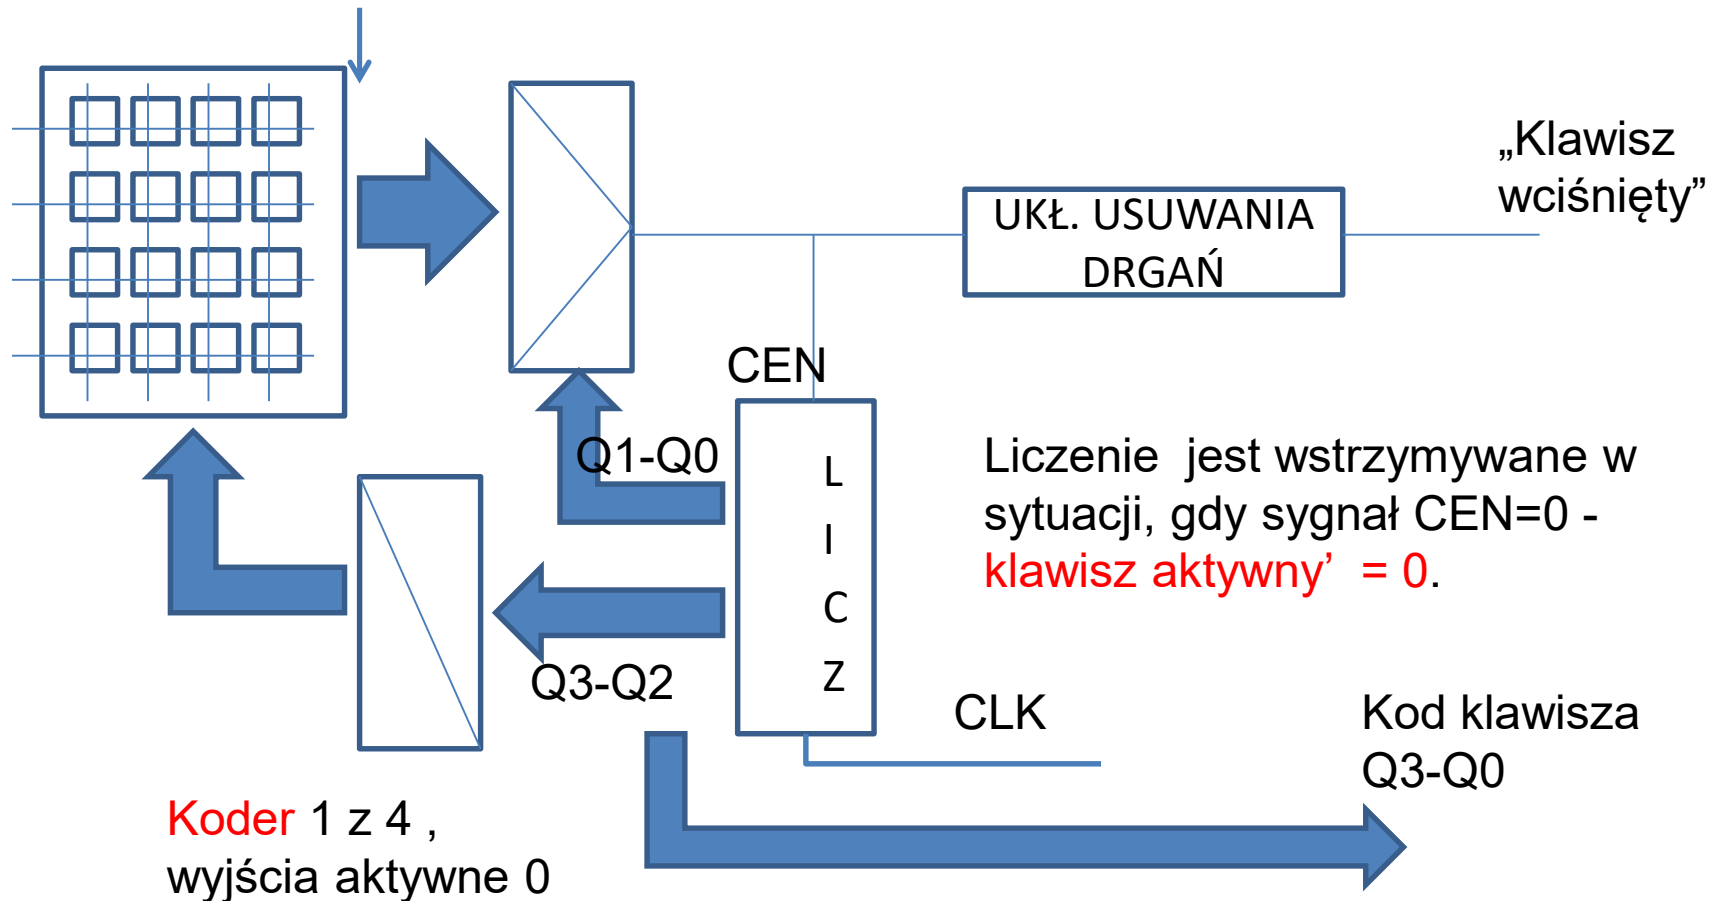 „Klawisz
wciśnięty”
UKŁ. USUWANIA
DRGAŃ
CEN
Q1-Q0
L
I
C
Z
Liczenie jest wstrzymywane w
sytuacji, gdy sygnał CEN=0 -
klawisz aktywny’ = 0.
Q3-Q2
CLK
Kod klawisza
Q3-Q0
Koder 1 z 4 ,
wyjścia aktywne 0